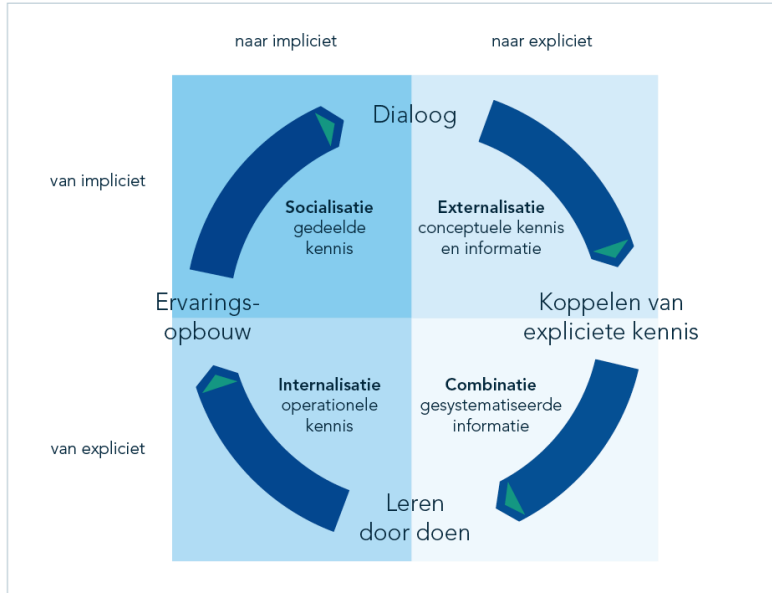 naar impliciet
naar expliciet
Dialoog
van impliciet
Socialisatie
gedeelde
kennis
Externalisatie
conceptuele kennis
en informatie
Ervarings-
opbouw
Koppelen van
expliciete kennis
Internalisatie
operationele
kennis
Combinatie
gesystematiseerde
informatie
van expliciet
Leren
door doen